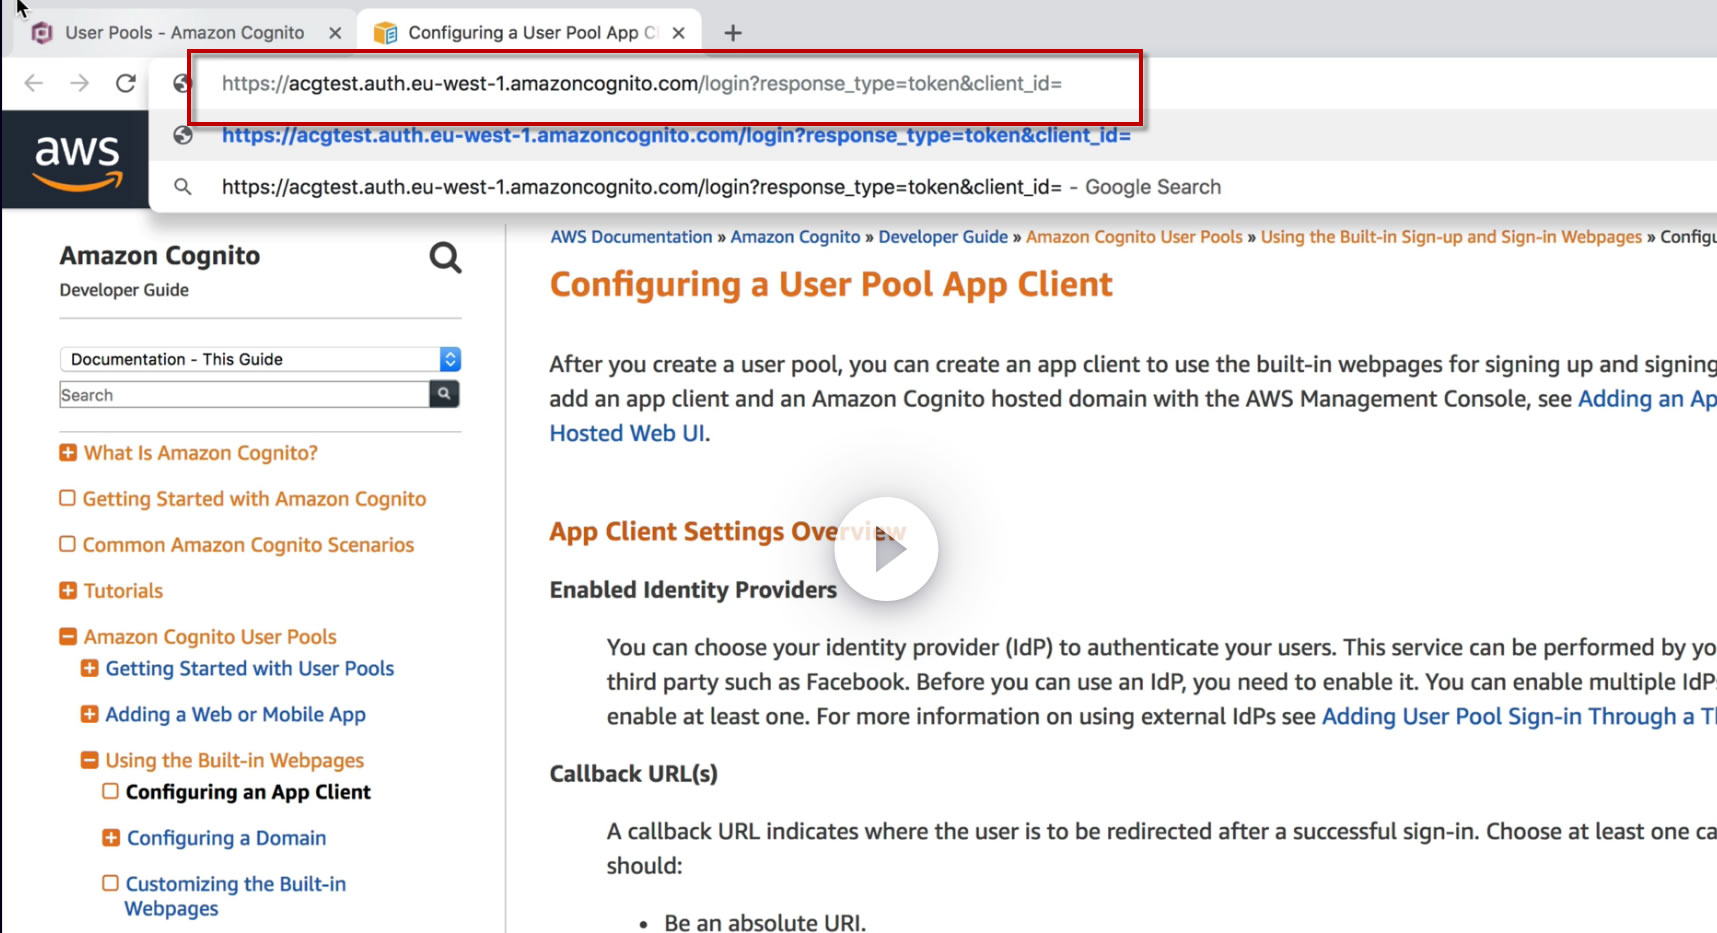 User Pools - Amazon Cognito
Configuring a User Pool App Cl
https://acgtest.auth.eu-west-1.amazoncognito.com/login?response_type=token&client_id=
https://acgtest.auth.eu-west-1.amazoncognito.com/login?response_type=token&client_id=
https://acgtest.auth.eu-west-1.amazoncognito.com/login?response_type=token&client_id= - Google Search
aws
Amazon Cognito
Developer Guide
Documentation - This Guide
Search
What Is Amazon Cognito?
Getting Started with Amazon Cognito
Common Amazon Cognito Scenarios
Tutorials
Amazon Cognito User Pools
Getting Started with User Pools
Adding a Web or Mobile App
Using the Built-in Webpages
Configuring an App Client
Configuring a Domain
Customizing the Built-in
Webpages
AWS Documentation » Amazon Cognito » Developer Guide » Amazon Cognito User Pools » Using the Built-in Sign-up and Sign-in Webpages » Configu
Configuring a User Pool App Client
After you create a user pool, you can create an app client to use the built-in webpages for signing up and signing
add an app client and an Amazon Cognito hosted domain with the AWS Management Console, see Adding an Ap
Hosted Web UI.
App Client Settings Overview
Enabled Identity Providers
You can choose your identity provider (IdP) to authenticate your users. This service can be performed by yo
third party such as Facebook. Before you can use an IdP, you need to enable it. You can enable multiple IdPs
enable at least one. For more information on using external IdPs see Adding User Pool Sign-in Through a Th
Callback URL(s)
A callback URL indicates where the user is to be redirected after a successful sign-in. Choose at least one ca
should:
• Be an absolute URI.